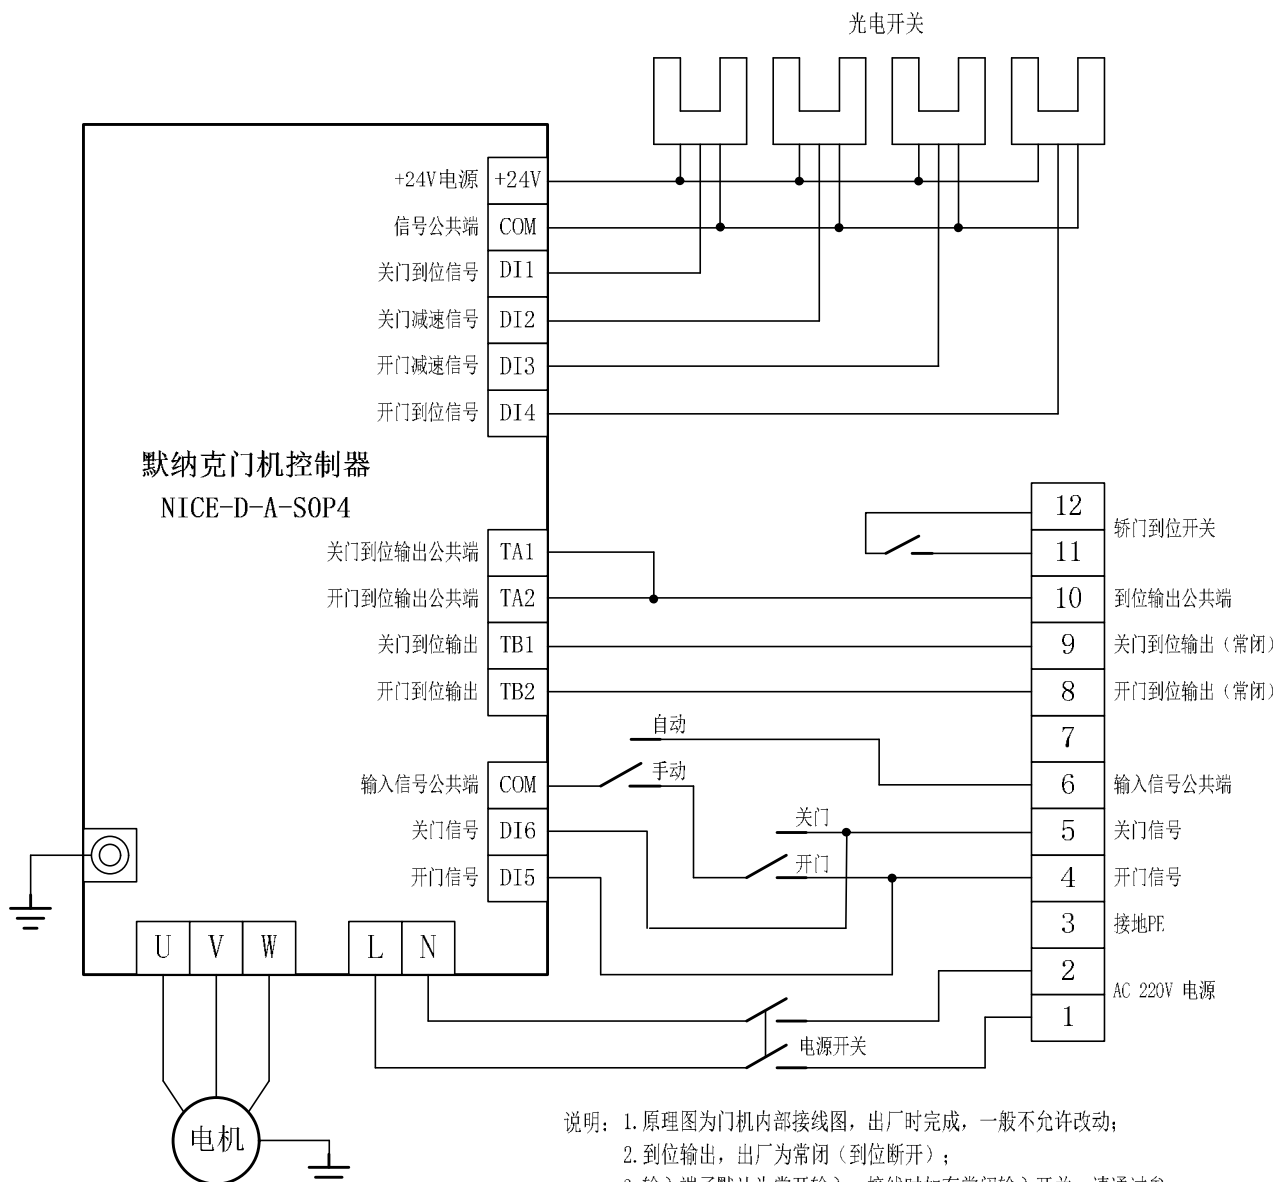 光电开关
+24V电源 +24V
信号公共端 COM
关门到位信号 DI1
关门减速信号 DI2
开门减速信号 DI3
开门到位信号 DI4
默纳克门机控制器
NICE-D-A-S0P4
关门到位输出公共端 TA1
开门到位输出公共端 TA2
关门到位输出 TB1
开门到位输出 TB2
输入信号公共端 COM
关门信号 DI6
开门信号 DI5
自动
手动
关门
开门
12
轿门到位开关
11
10 到位输出公共端
9 关门到位输出（常闭）
8 开门到位输出（常闭）
7
6 输入信号公共端
5 关门信号
4 开门信号
3 接地PE
2
AC 220V 电源
1
U V W L N
电源开关
电机
说明：1.原理图为门机内部接线图，出厂时完成，一般不允许改动；
2.到位输出，出厂为常闭（到位断开）；